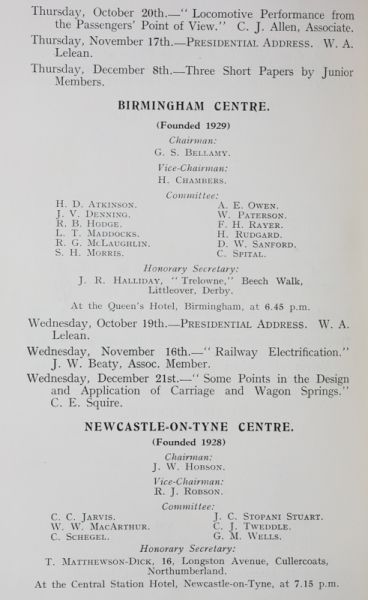 Thursday, October 20th.—" Locomotive Performance from
the Passengers' Point of View." C. J. Allen, Associate.
Thursday, November 17th.—PRESIDENTIAL ADDRESS. W. A.
Lelean.
Thursday, December 8th.—Three Short Papers by Junior
Members.
BIRMINGHAM CENTRE.
(Founded 1929)
Chairman:
G. S. BELLAMY.
Vice-Chairman:
H. CHAMBERS.
Committee:
H. D. ATKINSON. A. E. OWEN.
J. V. DENNING. W. PATERSON.
R. B. HODGE. F. H. RAYER.
L. T. MADDOCKS. H. RUDGARD.
R. G. MCLAUGHLIN. D. W. SANFORD.
S. H. MORRIS. C. SPITAL.
Honorary Secretary:
J. R. HALLIDAY, " Trelowne," Beech Walk,
Littleover, Derby.
At the Queen's Hotel, Birmingham, at 6.45 p.m.
Wednesday, October 19th.—PRESIDENTIAL ADDRESS. W. A.
Lelean.
Wednesday, November 16th.—" Railway Electrification."
J. W. Beaty, Assoc. Member.
Wednesday, December 21st.—" Some Points in the Design
and Application of Carriage and Wagon Springs."
C. E. Squire.
NEWCASTLE-ON-TYNE CENTRE.
(Founded 1928)
Chairman:
J. W. HOBSON.
Vice-Chairman:
R. J. ROBSON.
Committee:
C. C. JARVIS. J. C. STOPANI STUART.
W. W. MACARTHUR. C. J. TWEDDLE.
C. SCHEGEL. G. M. WELLS.
Honorary Secretary:
T. MATTHEWSON-DICK, 16, Longston Avenue, Cullercoats,
Northumberland.
At the Central Station Hotel, Newcastle-on-Tyne, at 7.15 p.m.